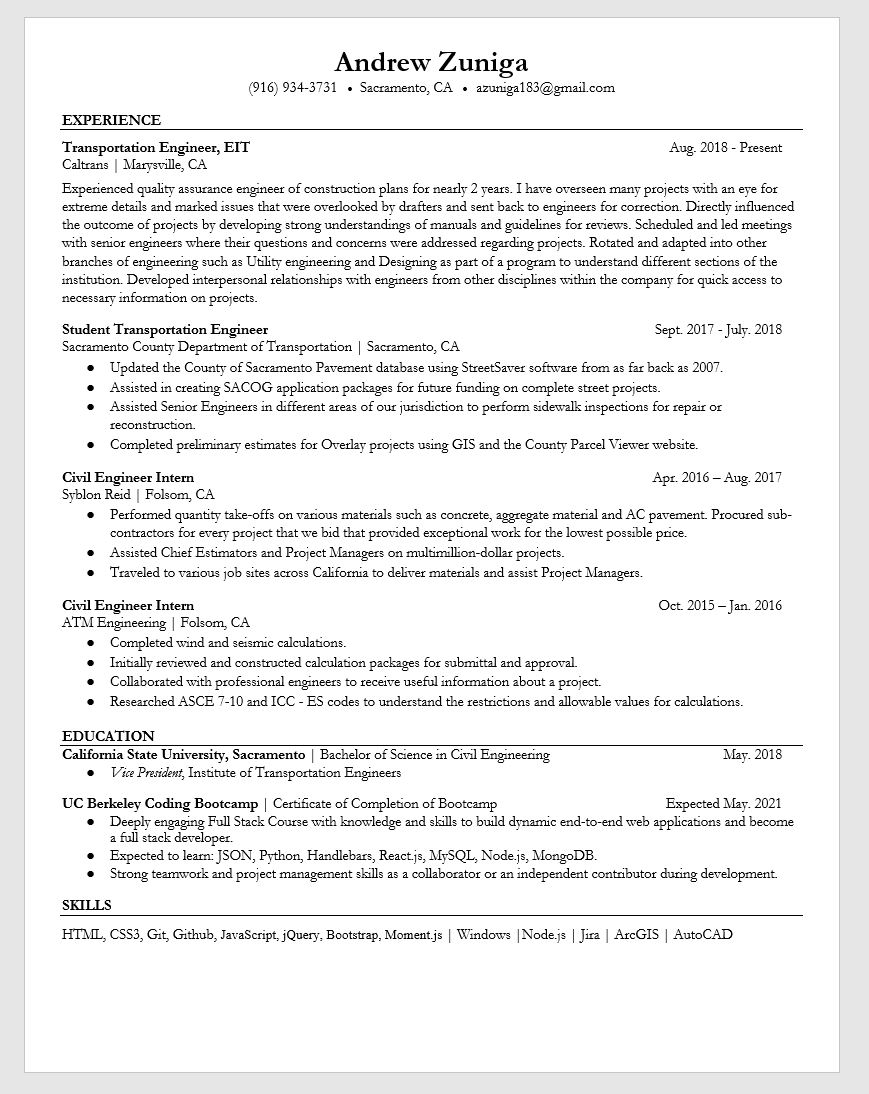 Andrew Zuniga
(916) 934-3731 • Sacramento, CA • azuniga183@gmail.com
EXPERIENCE
Transportation Engineer, EIT Aug. 2018 - Present
Caltrans | Marysville, CA
Experienced quality assurance engineer of construction plans for nearly 2 years. I have overseen many projects with an eye for
extreme details and marked issues that were overlooked by drafters and sent back to engineers for correction. Directly influenced
the outcome of projects by developing strong understandings of manuals and guidelines for reviews. Scheduled and led meetings
with senior engineers where their questions and concerns were addressed regarding projects. Rotated and adapted into other
branches of engineering such as Utility engineering and Designing as part of a program to understand different sections of the
institution. Developed interpersonal relationships with engineers from other disciplines within the company for quick access to
necessary information on projects.
Student Transportation Engineer Sept. 2017 - July. 2018
Sacramento County Department of Transportation | Sacramento, CA
● Updated the County of Sacramento Pavement database using StreetSaver software from as far back as 2007.
● Assisted in creating SACOG application packages for future funding on complete street projects.
● Assisted Senior Engineers in different areas of our jurisdiction to perform sidewalk inspections for repair or
reconstruction.
● Completed preliminary estimates for Overlay projects using GIS and the County Parcel Viewer website.
Civil Engineer Intern Apr. 2016 – Aug. 2017
Syblon Reid | Folsom, CA
● Performed quantity take-offs on various materials such as concrete, aggregate material and AC pavement. Procured sub-
contractors for every project that we bid that provided exceptional work for the lowest possible price.
● Assisted Chief Estimators and Project Managers on multimillion-dollar projects.
● Traveled to various job sites across California to deliver materials and assist Project Managers.
Civil Engineer Intern Oct. 2015 – Jan. 2016
ATM Engineering | Folsom, CA
● Completed wind and seismic calculations.
● Initially reviewed and constructed calculation packages for submittal and approval.
● Collaborated with professional engineers to receive useful information about a project.
● Researched ASCE 7-10 and ICC - ES codes to understand the restrictions and allowable values for calculations.
EDUCATION
California State University, Sacramento | Bachelor of Science in Civil Engineering May. 2018
● Vice President, Institute of Transportation Engineers
UC Berkeley Coding Bootcamp | Certificate of Completion of Bootcamp Expected May. 2021
● Deeply engaging Full Stack Course with knowledge and skills to build dynamic end-to-end web applications and become
a full stack developer.
● Expected to learn: JSON, Python, Handlebars, React.js, MySQL, Node.js, MongoDB.
● Strong teamwork and project management skills as a collaborator or an independent contributor during development.
SKILLS
HTML, CSS3, Git, Github, JavaScript, jQuery, Bootstrap, Moment.js | Windows |Node.js | Jira | ArcGIS | AutoCAD